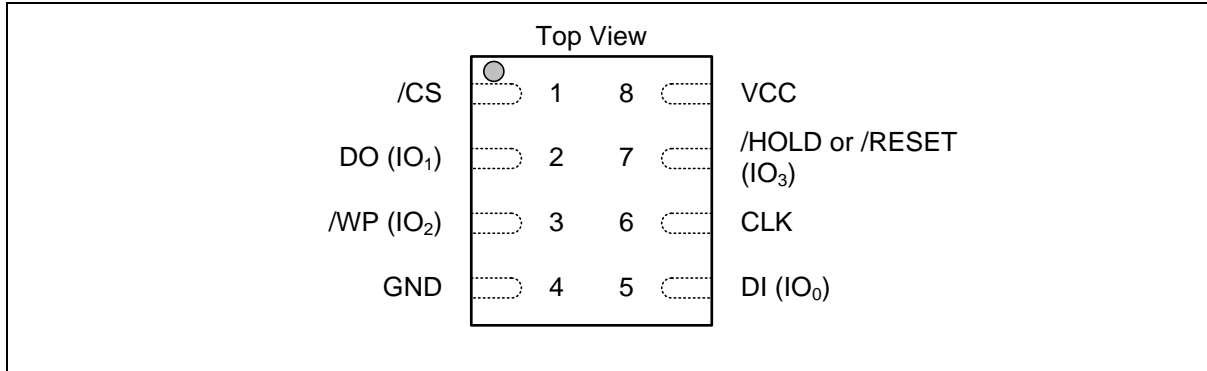 Top View
/CS 1 8 VCC
DO (IO₁) 2 7 /HOLD or /RESET
(IO₃)
/WP (IO₂) 3 6 CLK
GND 4 5 DI (IO₀)